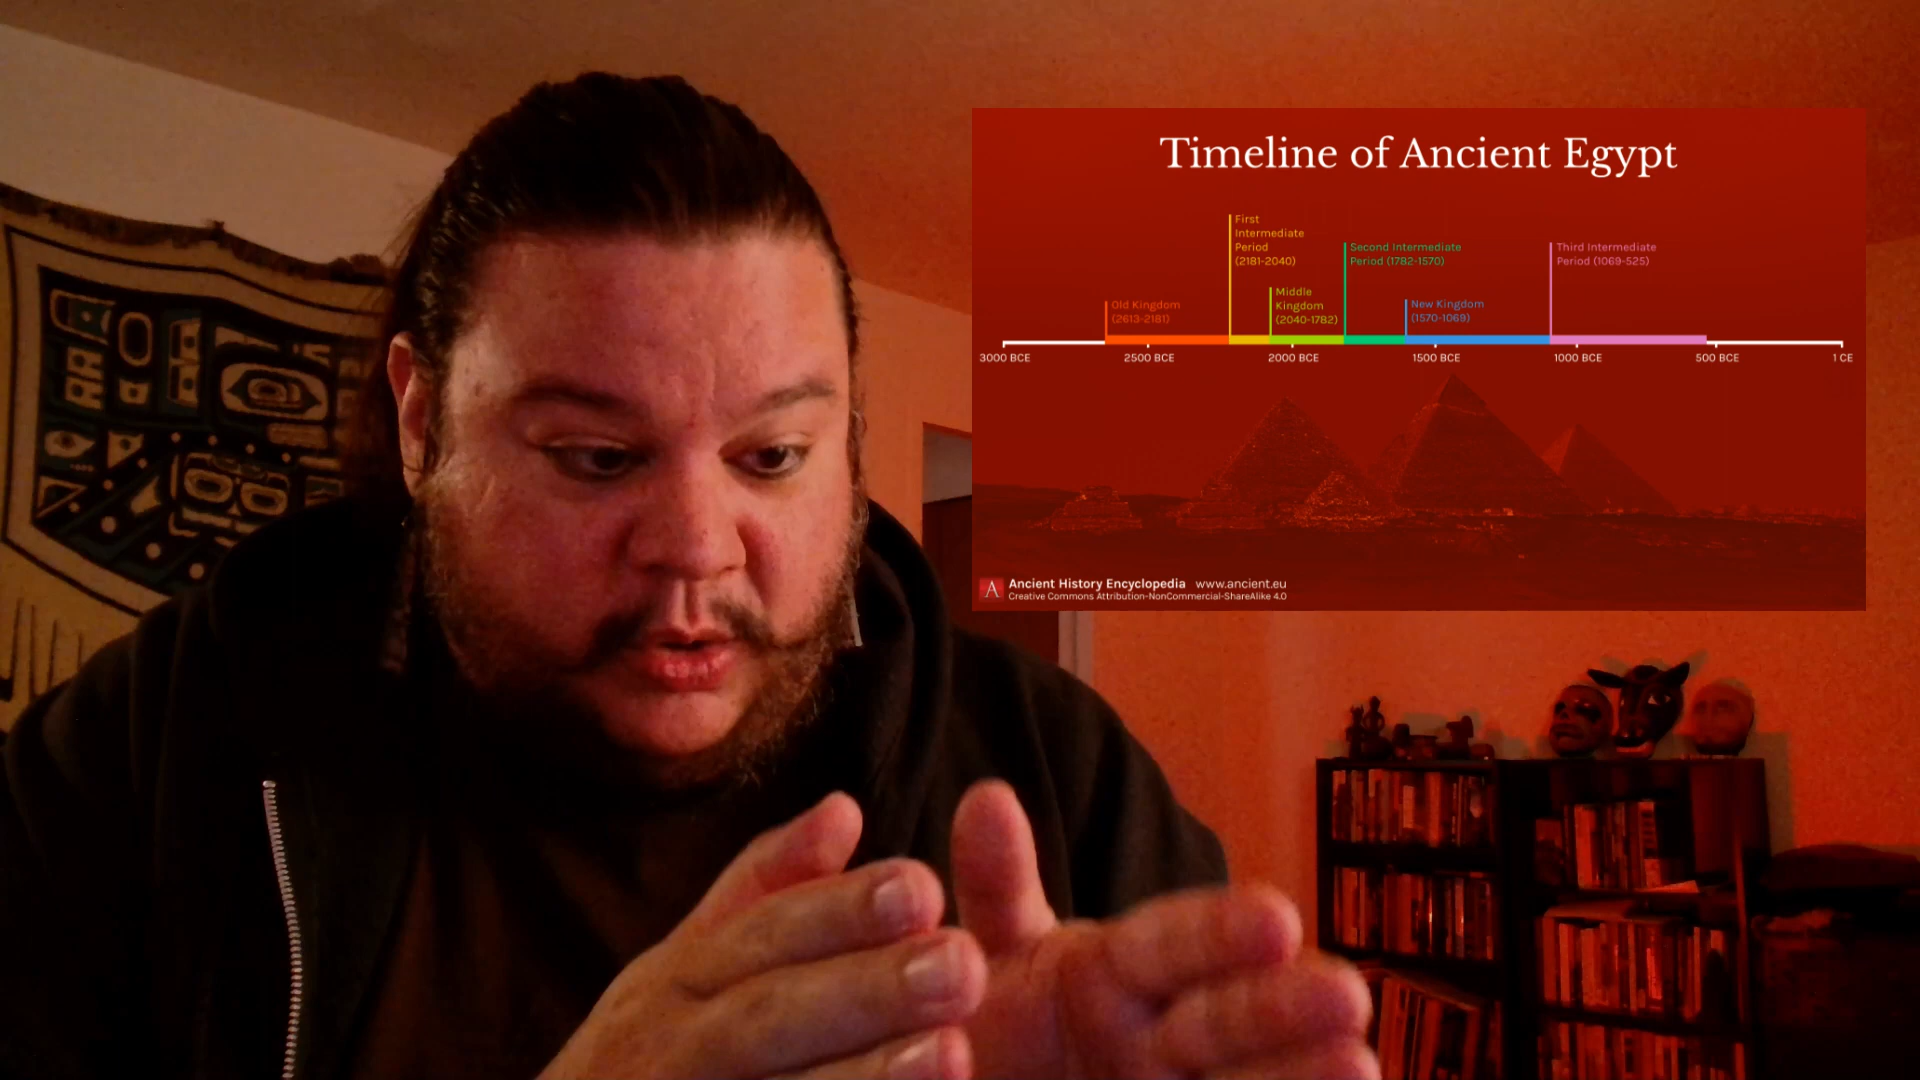 Timeline of Ancient Egypt
First
Intermediate
Period
(2181-2040)
Second Intermediate
Period (1782-1570)
Third Intermediate
Period (1069-525)
Old Kingdom
(2613-2181)
Middle
Kingdom
(2040-1782)
New Kingdom
(1570-1069)
3000 BCE 2500 BCE 2000 BCE 1500 BCE 1000 BCE 500 BCE 1 CE
A Ancient History Encyclopedia www.ancient.eu
Creative Commons Attribution-NonCommercial-ShareAlike 4.0